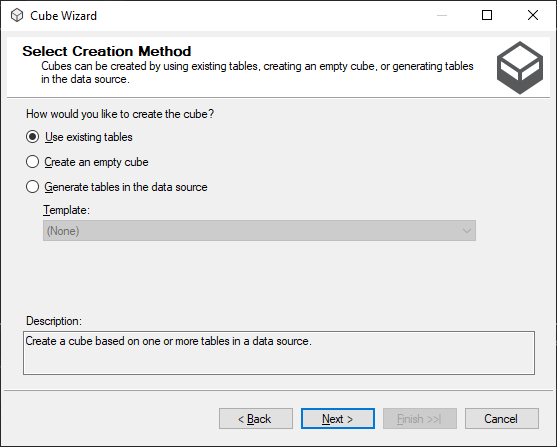 Cube Wizard
Select Creation Method
Cubes can be created by using existing tables, creating an empty cube, or generating tables
in the data source.
How would you like to create the cube?
Use existing tables
Create an empty cube
Generate tables in the data source
Template:
(None)
Description:
Create a cube based on one or more tables in a data source.
< Back
Next >
Finish >>|
Cancel